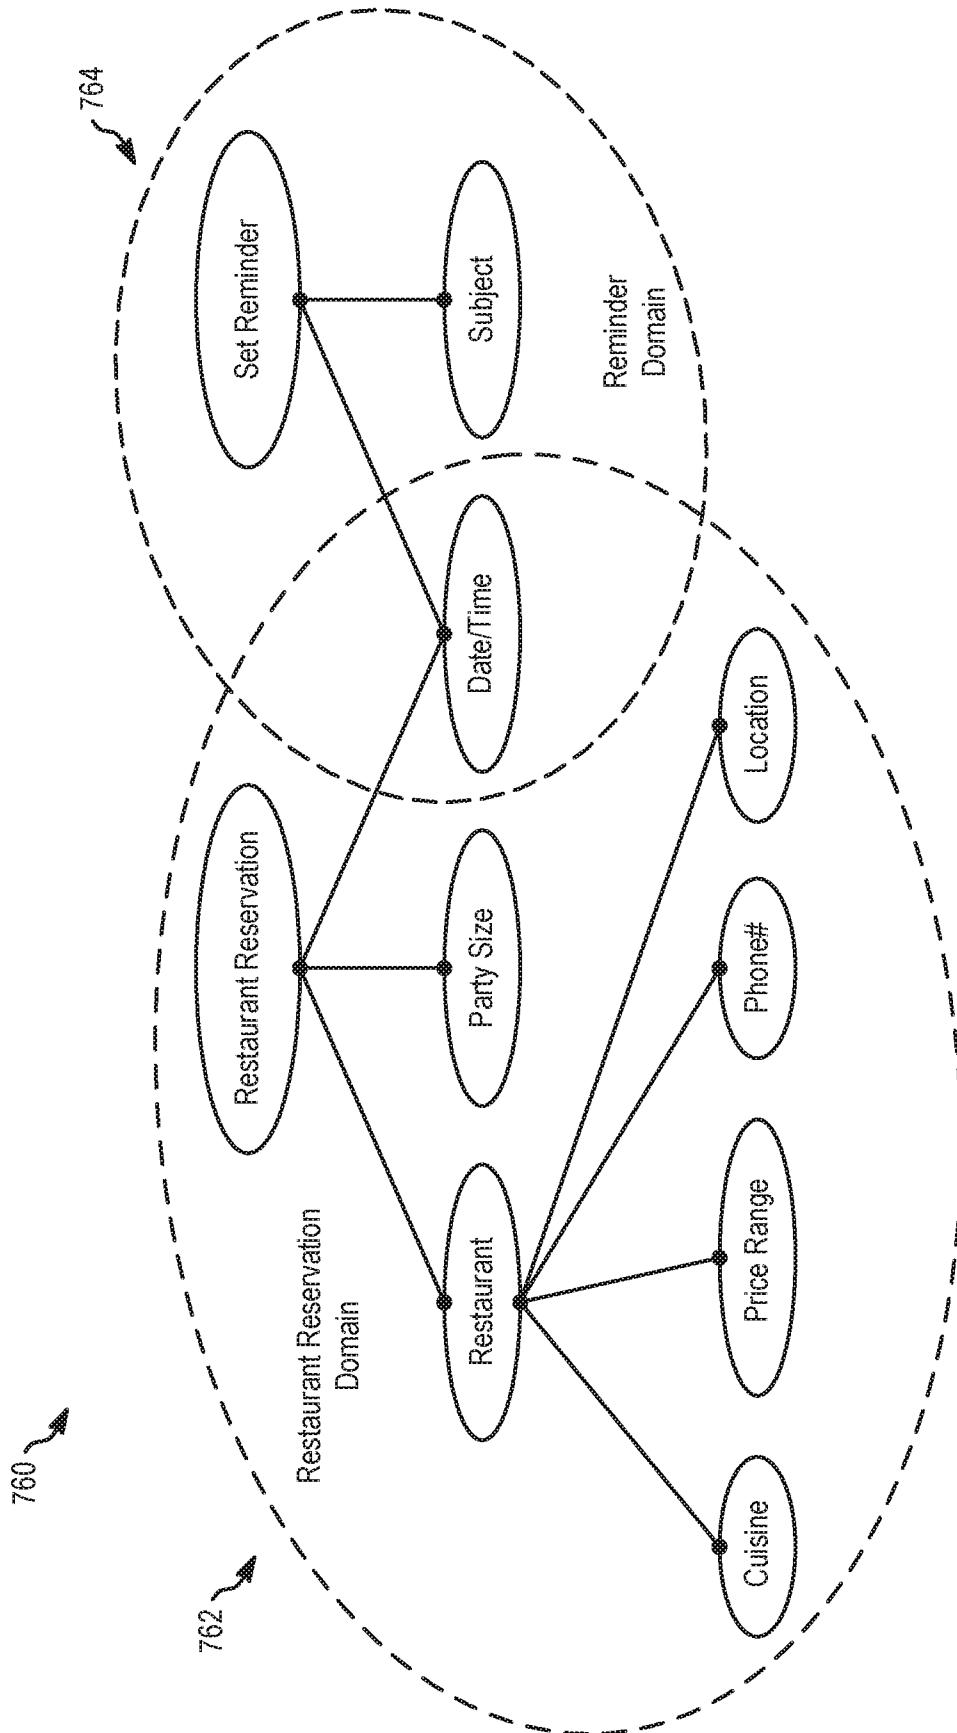 760
762
764
Restaurant Reservation
Domain
Restaurant Reservation
Set Reminder
Restaurant
Party Size
Date/Time
Subject
Reminder
Domain
Cuisine
Price Range
Phone#
Location